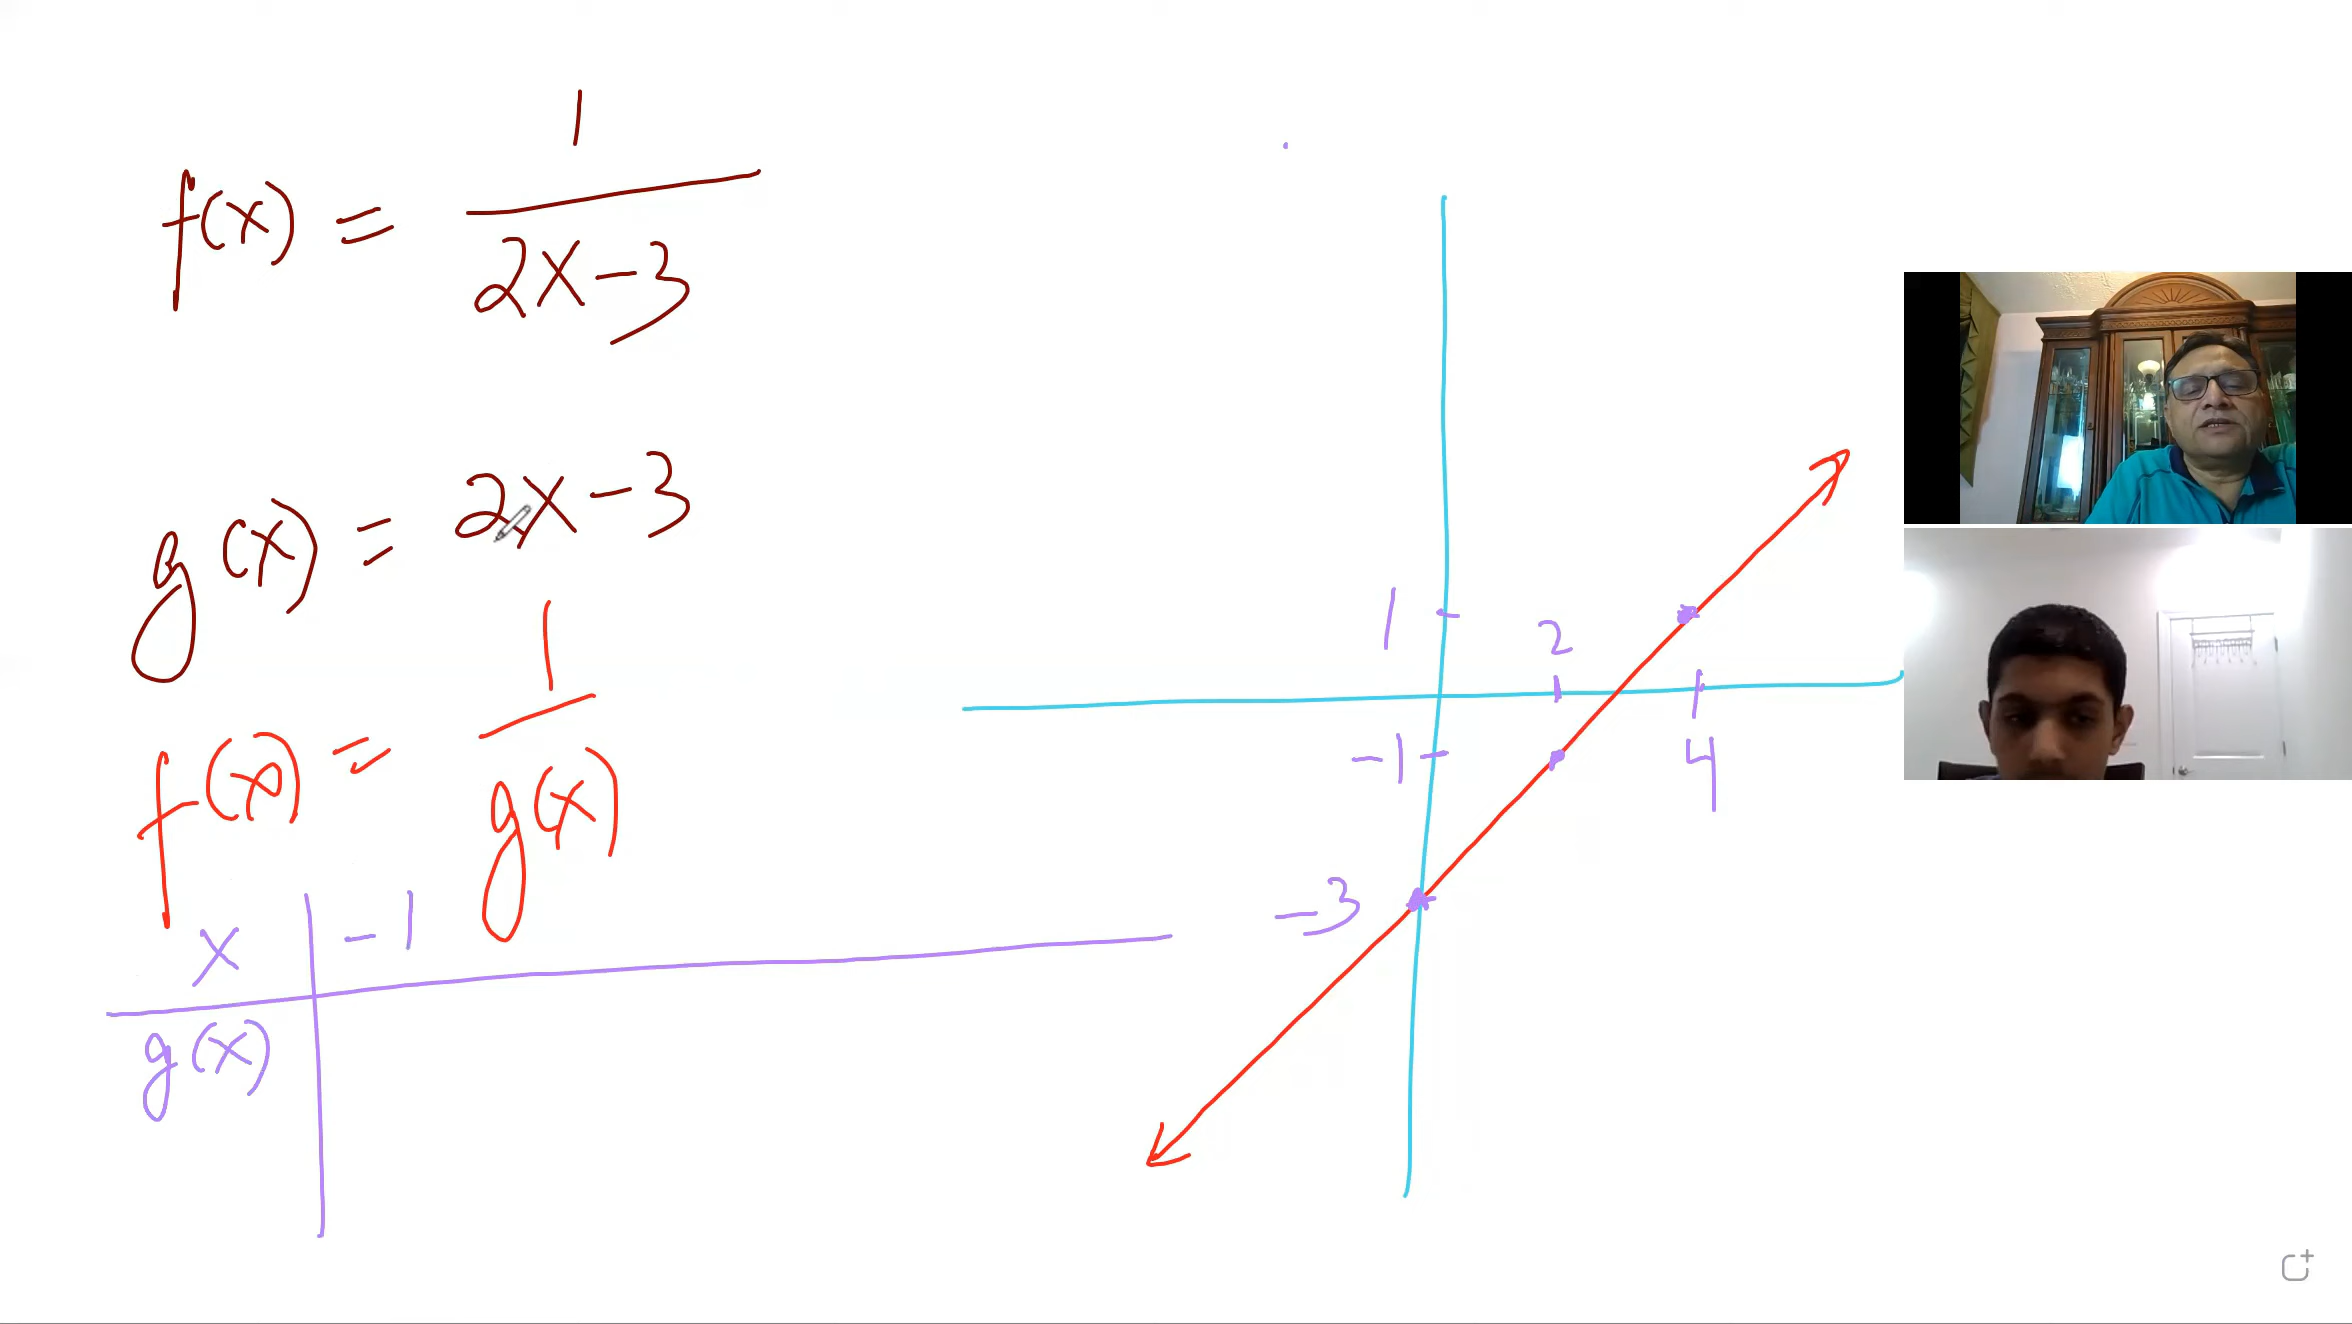 f(x) = 1/(2x-3)
g(x) = 2x-3
f(x) = 1/g(x)
x | -1
g(x) |
1
2
-1
4
-3